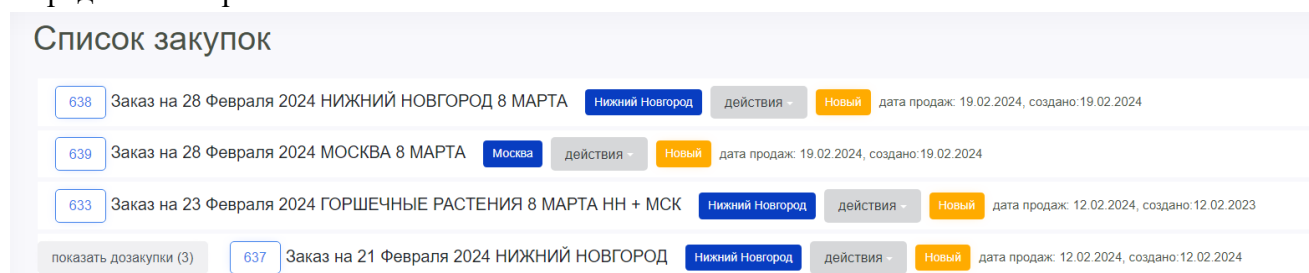 Список закупок
638 Заказ на 28 Февраля 2024 НИЖНИЙ НОВГОРОД 8 МАРТА Нижний Новгород действия Новый дата продаж: 19.02.2024, создано:19.02.2024
639 Заказ на 28 Февраля 2024 МОСКВА 8 МАРТА Москва действия Новый дата продаж: 19.02.2024, создано:19.02.2024
633 Заказ на 23 Февраля 2024 ГОРШЕЧНЫЕ РАСТЕНИЯ 8 МАРТА НН + МСК Нижний Новгород действия Новый дата продаж: 12.02.2024, создано:12.02.2023
показать дозакупки (3) 637 Заказ на 21 Февраля 2024 НИЖНИЙ НОВГОРОД Нижний Новгород действия Новый дата продаж: 12.02.2024, создано:12.02.2024